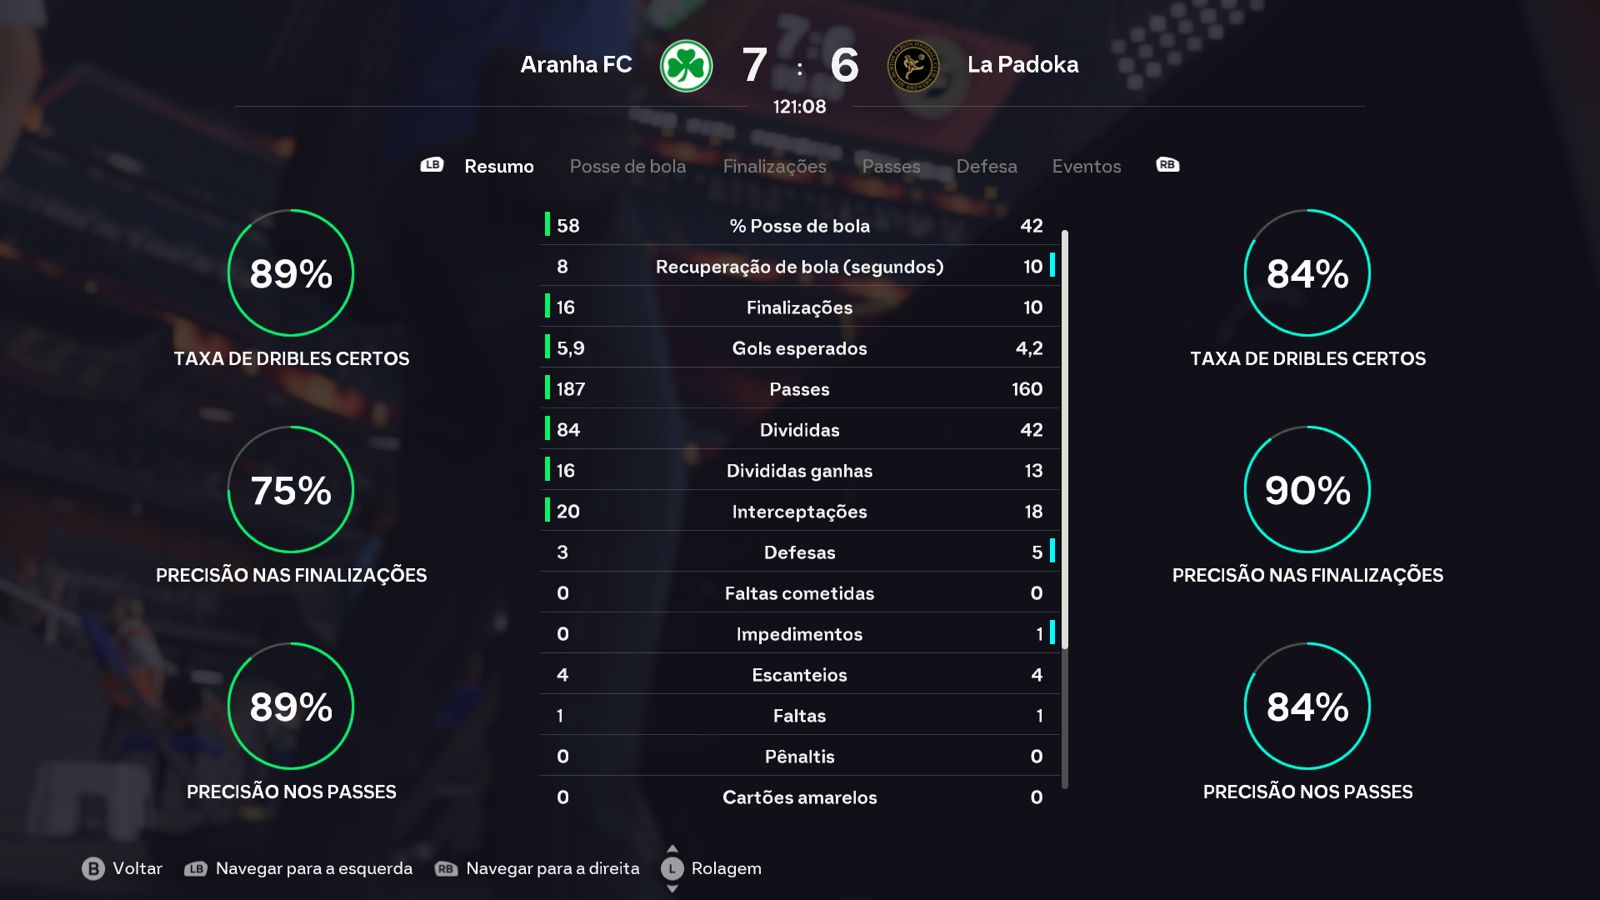 Aranha FC 7 : 6 La Padoka
121:08
LB Resumo Posse de bola Finalizações Passes Defesa Eventos RB
58 % Posse de bola 42
8 Recuperação de bola (segundos) 10
16 Finalizações 10
5,9 Gols esperados 4,2
187 Passes 160
84 Divididas 42
16 Divididas ganhas 13
20 Interceptações 18
3 Defesas 5
0 Faltas cometidas 0
0 Impedimentos 1
4 Escanteios 4
1 Faltas 1
0 Pênaltis 0
0 Cartões amarelos 0
89%
TAXA DE DRIBLES CERTOS
75%
PRECISÃO NAS FINALIZAÇÕES
89%
PRECISÃO NOS PASSES
84%
TAXA DE DRIBLES CERTOS
90%
PRECISÃO NAS FINALIZAÇÕES
84%
PRECISÃO NOS PASSES
B Voltar LB Navegar para a esquerda RB Navegar para a direita L Rolagem